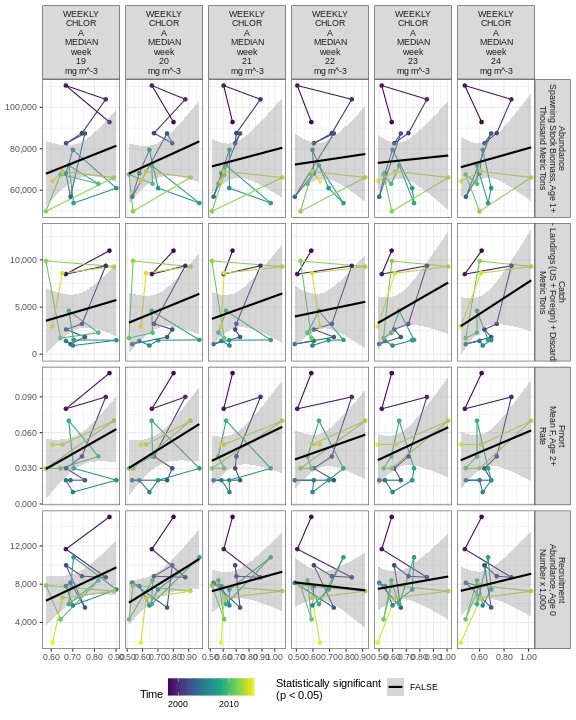 WEEKLY
CHLOR
A
MEDIAN
week
19
mg m^-3
WEEKLY
CHLOR
A
MEDIAN
week
20
mg m^-3
WEEKLY
CHLOR
A
MEDIAN
week
21
mg m^-3
WEEKLY
CHLOR
A
MEDIAN
week
22
mg m^-3
WEEKLY
CHLOR
A
MEDIAN
week
23
mg m^-3
WEEKLY
CHLOR
A
MEDIAN
week
24
mg m^-3
100,000
80,000
60,000
Abundance
Spawning Stock Biomass, Age 1+
Thousand Metric Tons
10,000
5,000
0
Catch
- Landings (US + Foreign) + Discard
Metric Tons
0.090
0.060
0.030
0.000
Fmort
Mean F, Age 2+
Rate
12,000
8,000
4,000
Recruitment
Abundance, Age 0
Number x 1,000
0.60 0.70 0.80 0.90
0.60 0.70 0.80 0.90
0.60 0.70 0.80 0.90 1.00
0.50 0.60 0.70 0.80 0.90
0.60 0.70 0.80 0.90 1.00
0.60 0.80 1.00
Time
2000 2010
Statistically significant
(p < 0.05)
FALSE